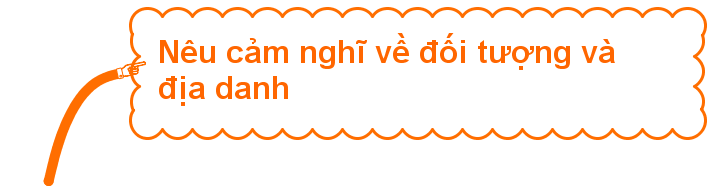 Nêu cảm nghĩ về đối tượng và
địa danh